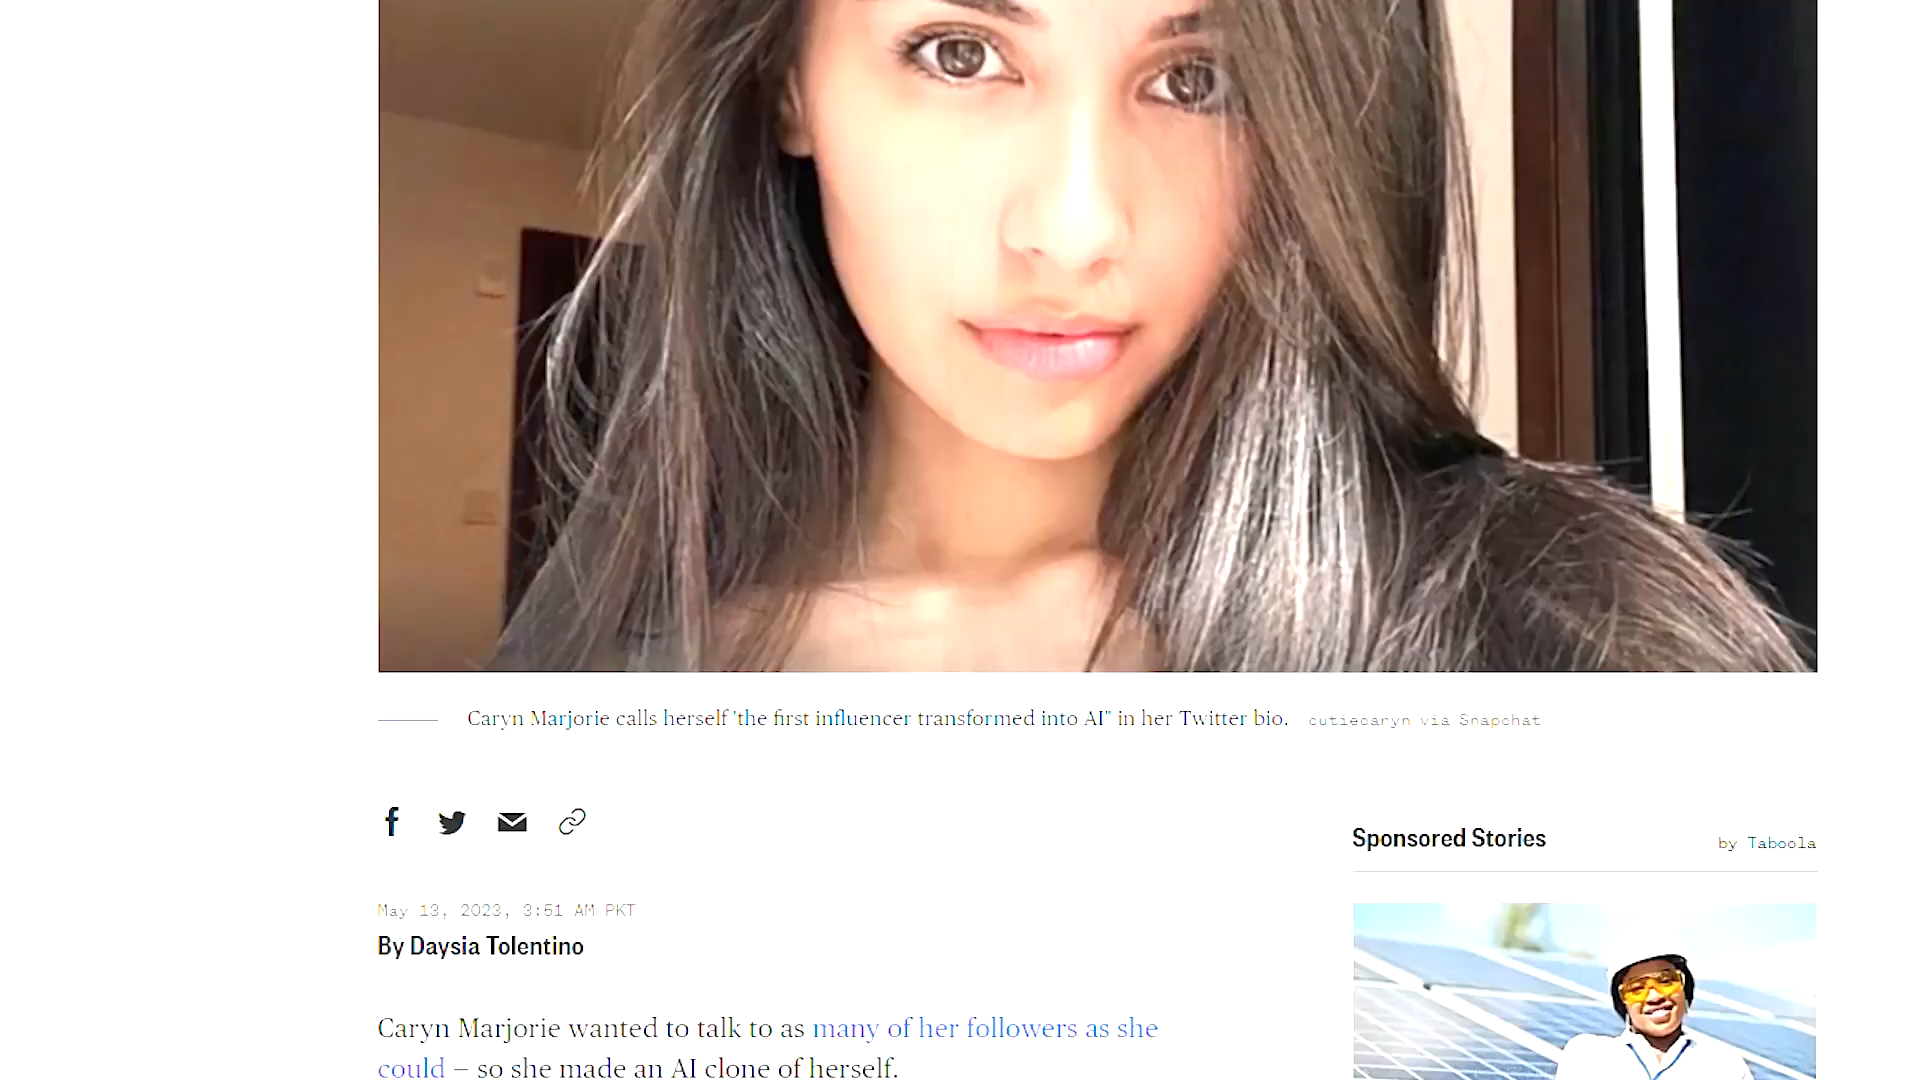 Caryn Marjorie calls herself 'the first influencer transformed into AI" in her Twitter bio. cutiecaryn via Snapchat
Sponsored Stories by Taboola
May 13, 2023, 3:51 AM PKT
By Daysia Tolentino
Caryn Marjorie wanted to talk to as many of her followers as she
could — so she made an AI clone of herself.